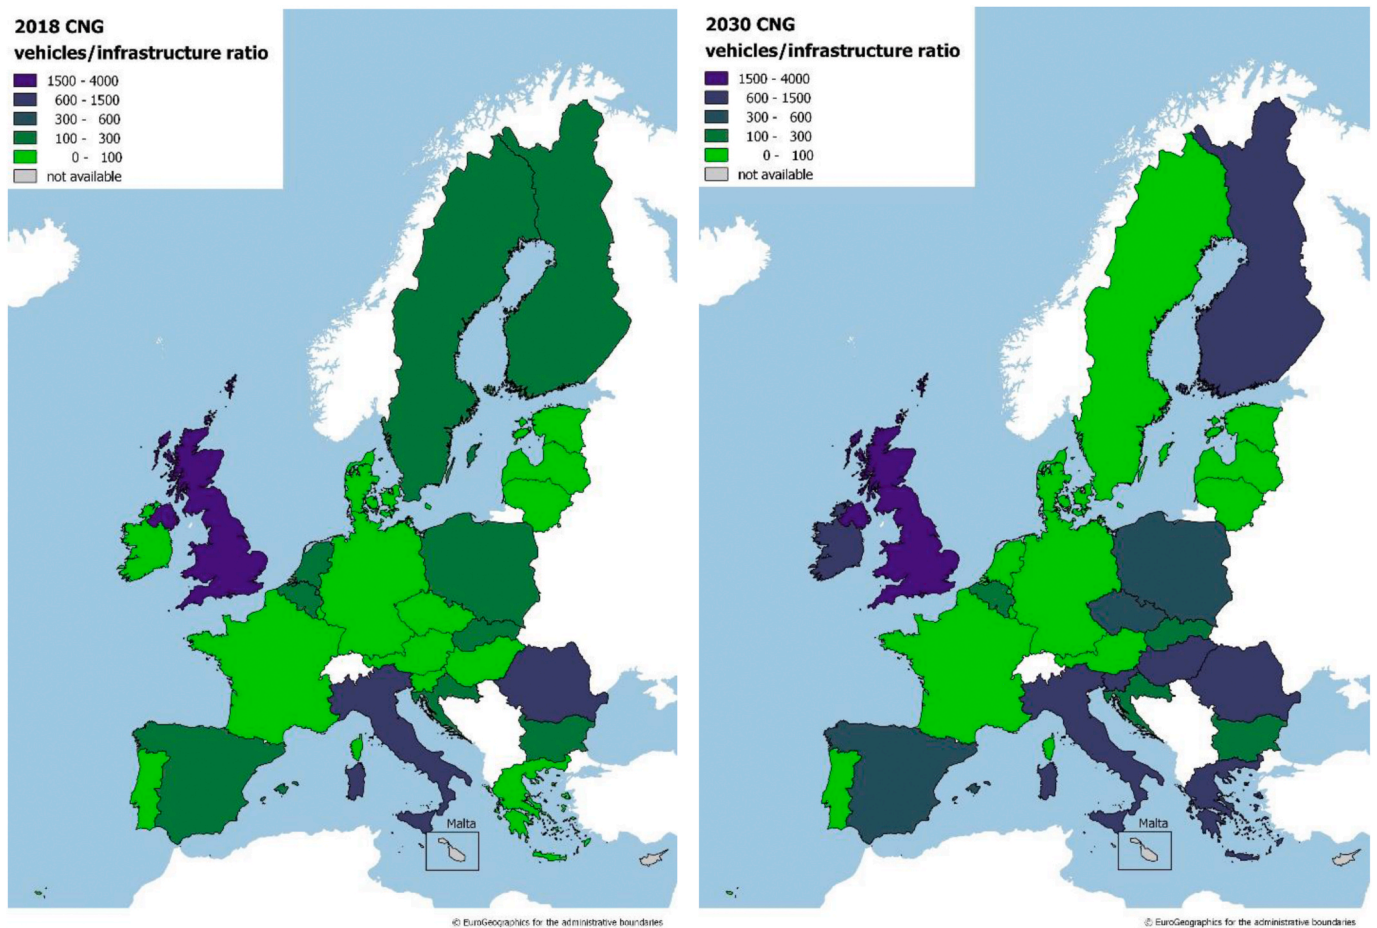 2018 CNG
vehicles/infrastructure ratio
1500 - 4000
600 - 1500
300 - 600
100 - 300
0 - 100
not available
Malta
© EuroGeographics for the administrative boundaries
2030 CNG
vehicles/infrastructure ratio
1500 - 4000
600 - 1500
300 - 600
100 - 300
0 - 100
not available
Malta
© EuroGeographics for the administrative boundaries